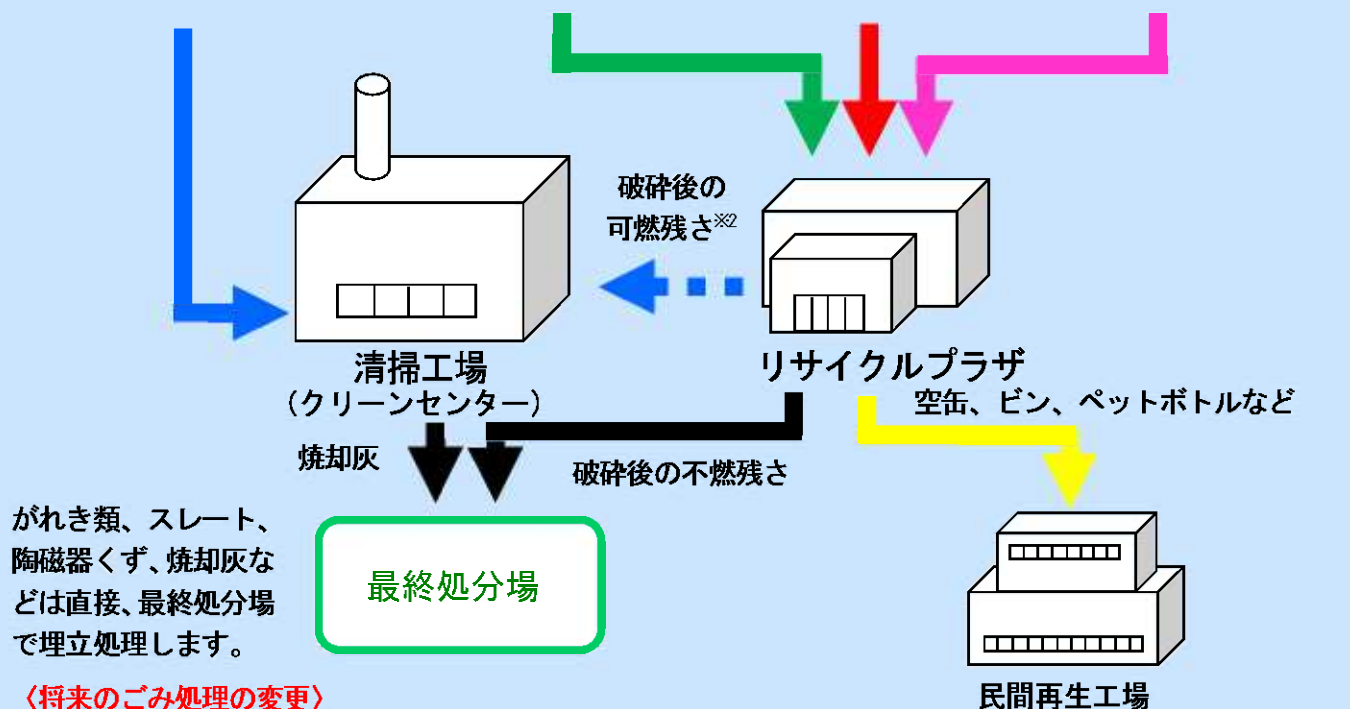 破砕後の
可燃残さ※2
清掃工場
（クリーンセンター）
リサイクルプラザ
空缶、ビン、ペットボトルなど
焼却灰
破砕後の不燃残さ
がれき類、スレート、
陶磁器くず、焼却灰な
どは直接、最終処分場
で埋立処理します。
最終処分場
〈将来のごみ処理の変更〉
民間再生工場